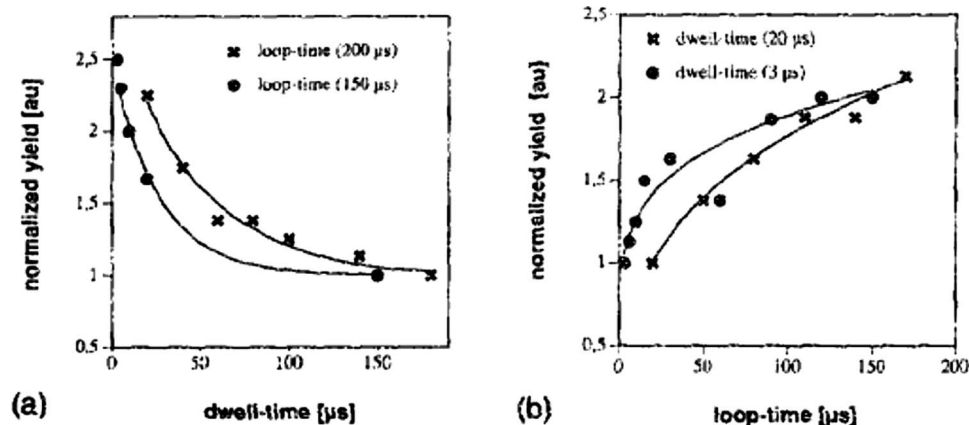 2,5
2
1,5
1
0,5
0
50
100
150
normalized yield [au]
loop-time (200 µs)
loop-time (150 µs)
(a)
dwell-time [µs]
2,5
2
1,5
1
0,5
0
50
100
150
200
normalized yield [au]
dwell-time (20 µs)
dwell-time (3 µs)
(b)
loop-time [µs]